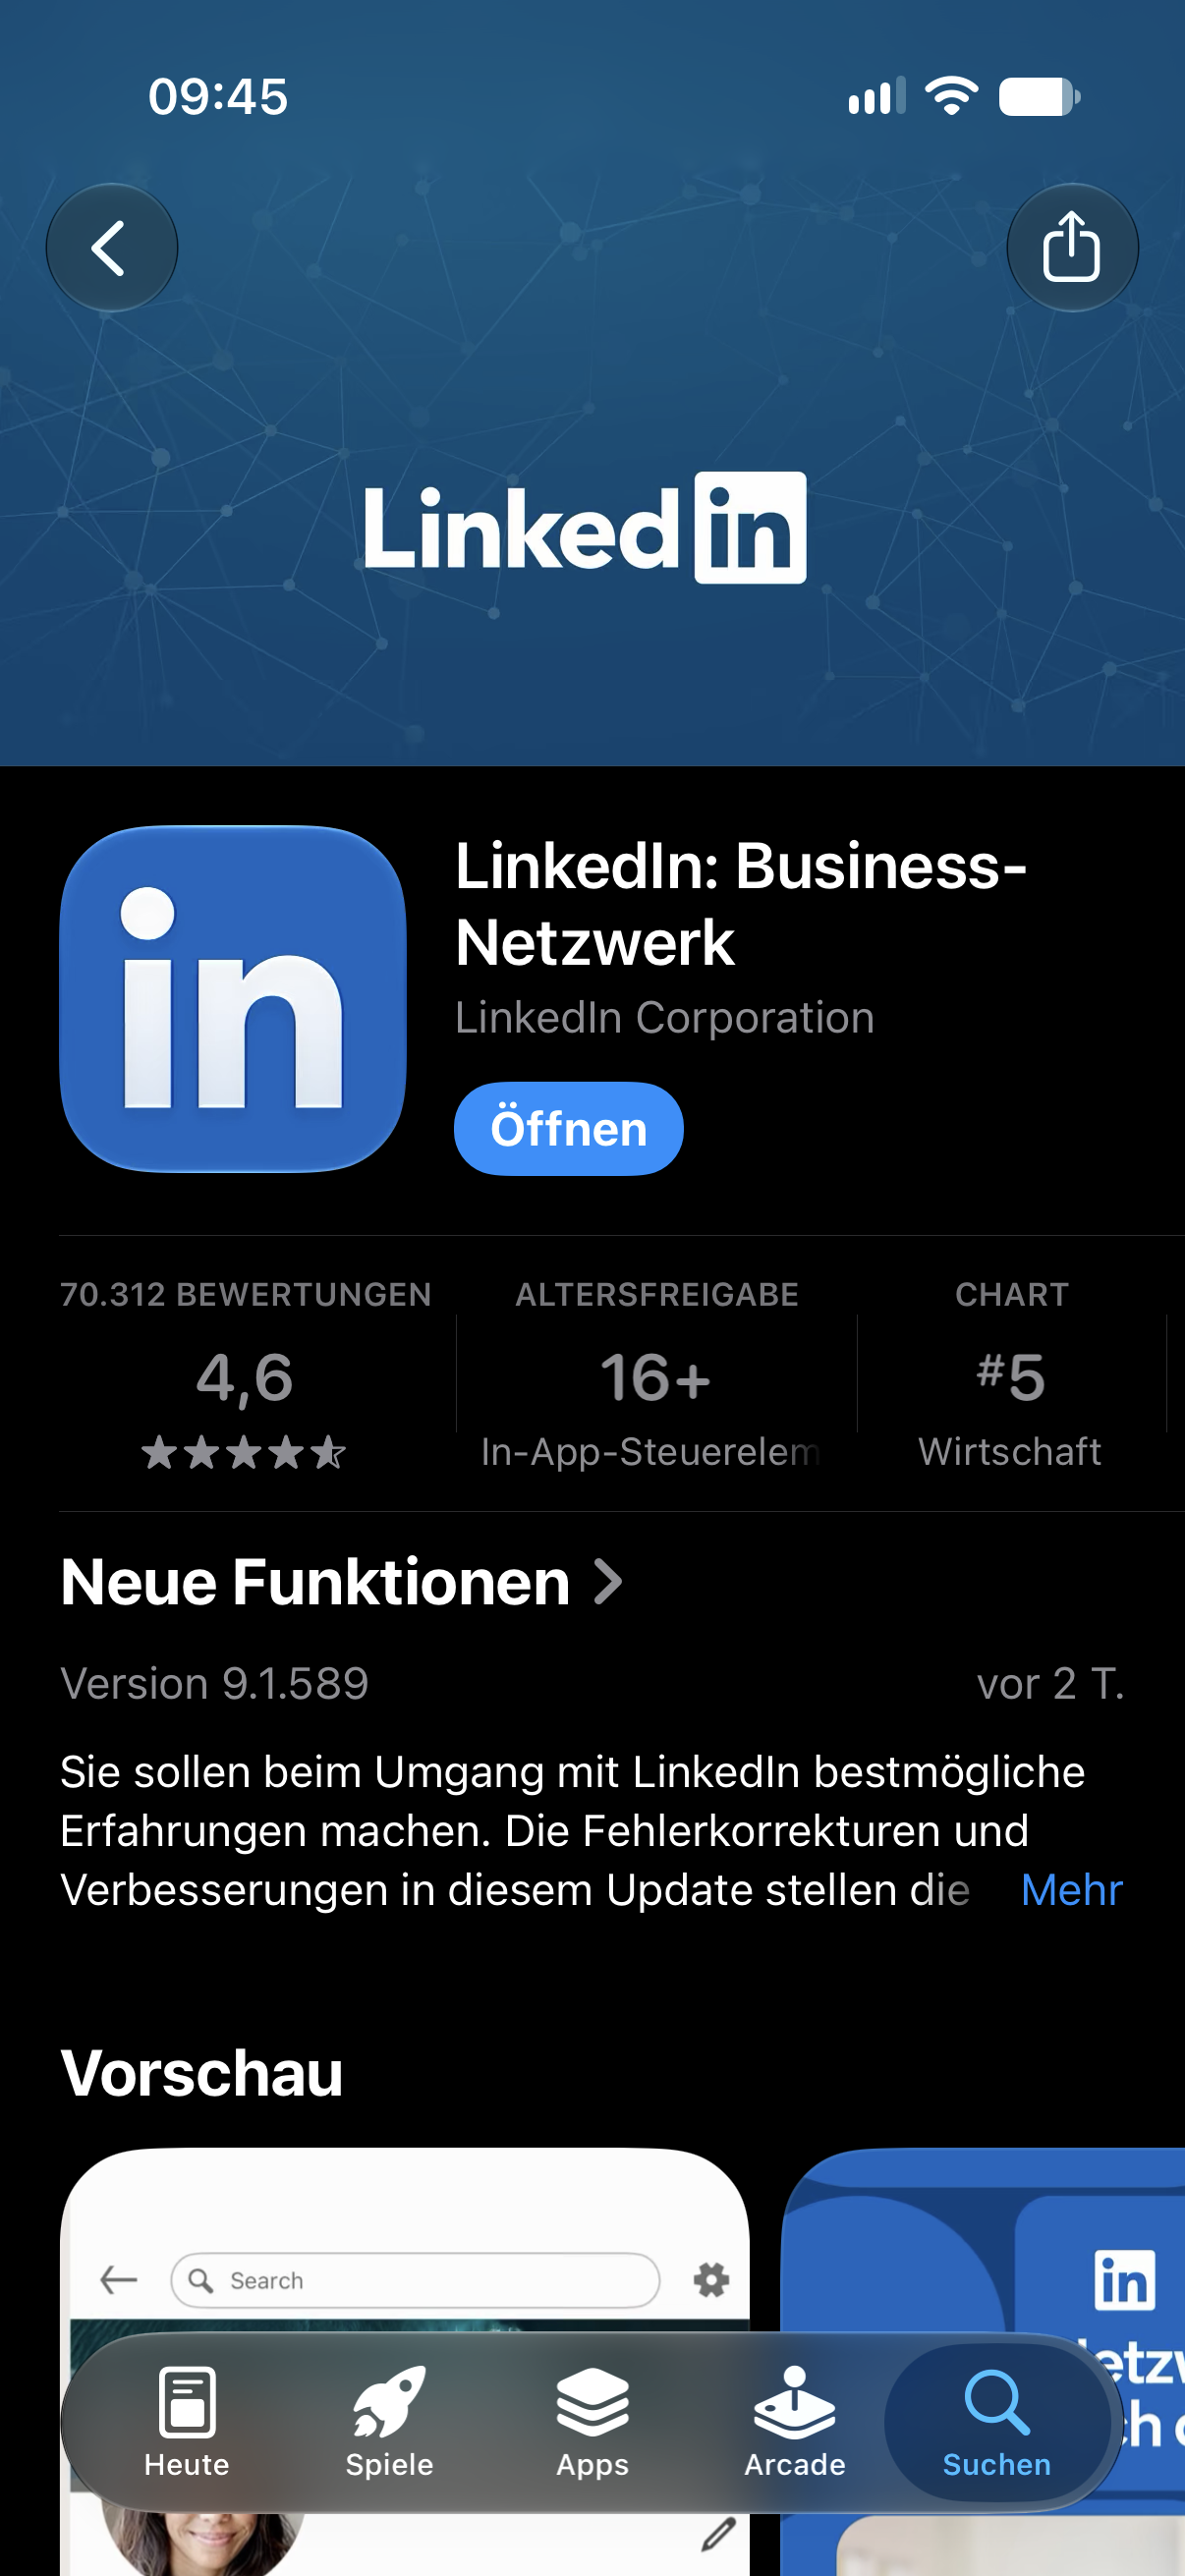 09:45
Linked in
LinkedIn: Business-
Netzwerk
LinkedIn Corporation
Öffnen
70.312 BEWERTUNGEN
4,6
ALTERSFREIGABE
16+
In-App-Steuerelem
CHART
#5
Wirtschaft
Neue Funktionen
Version 9.1.589
vor 2 T.
Sie sollen beim Umgang mit LinkedIn bestmögliche
Erfahrungen machen. Die Fehlerkorrekturen und
Verbesserungen in diesem Update stellen die Mehr
Vorschau
Search
in
Heute
Spiele
Apps
Arcade
Suchen